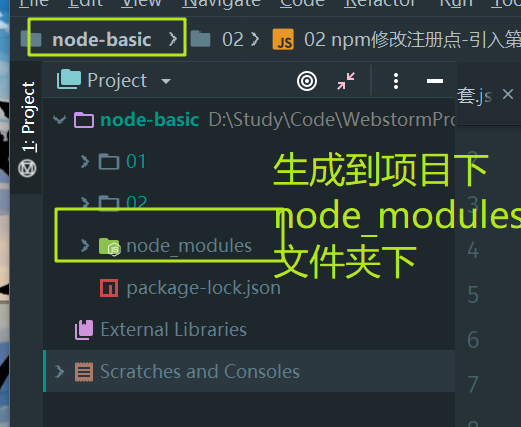 File Edit View Navigate Code Refactor Run Tools
node-basic 02 JS 02 npm修改注册点-引入第
1: Project
Project
套.js ×
node-basic D:\Study\Code\WebstormPro
01
02
node_modules
package-lock.json
External Libraries
Scratches and Consoles
3
4
5
6
7
生成到项目下
node_modules
文件夹下